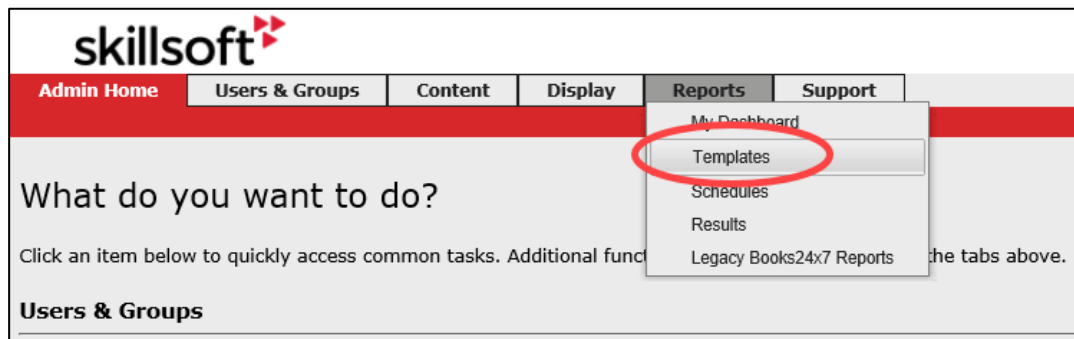 skillsoft
Admin Home Users & Groups Content Display Reports Support
My Dashboard
Templates
Schedules
Results
Legacy Books24x7 Reports
What do you want to do?
Click an item below to quickly access common tasks. Additional funct he tabs above.
Users & Groups